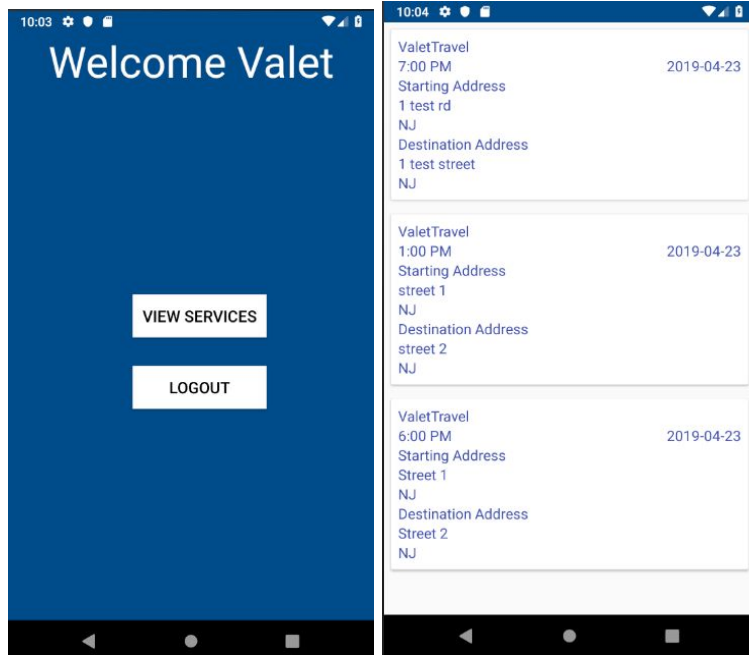 10:03
Welcome Valet
VIEW SERVICES
LOGOUT
10:04
ValetTravel
7:00 PM 2019-04-23
Starting Address
1 test rd
NJ
Destination Address
1 test street
NJ
ValetTravel
1:00 PM 2019-04-23
Starting Address
street 1
NJ
Destination Address
street 2
NJ
ValetTravel
6:00 PM 2019-04-23
Starting Address
Street 1
NJ
Destination Address
Street 2
NJ